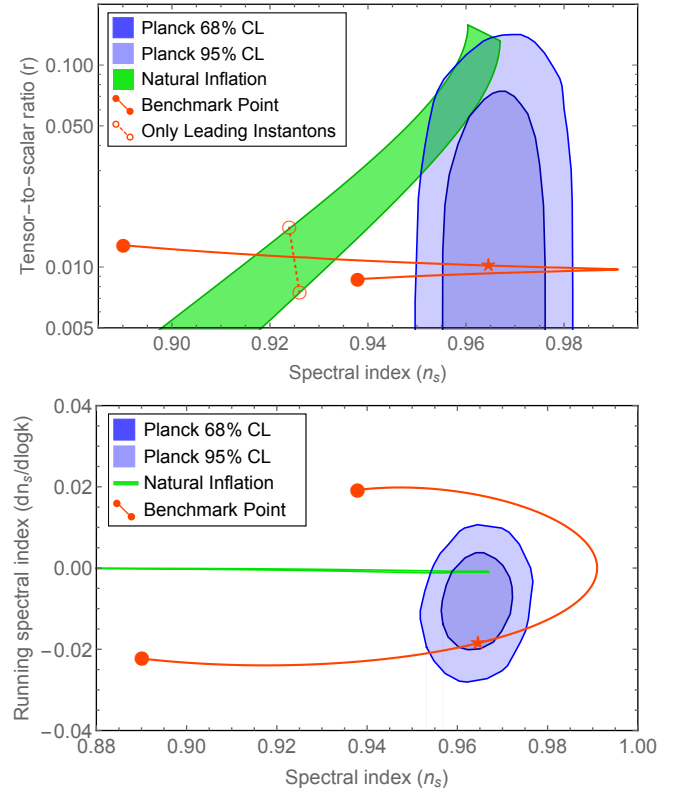 Planck 68% CL
Planck 95% CL
Natural Inflation
Benchmark Point
Only Leading Instantons
Tensor-to-scalar ratio (r)
0.100
0.050
0.010
0.005
0.90 0.92 0.94 0.96 0.98
Spectral index (ns)
Planck 68% CL
Planck 95% CL
Natural Inflation
Benchmark Point
Running spectral index (dns/dlogk)
0.04
0.02
0.00
-0.02
-0.04
0.88 0.90 0.92 0.94 0.96 0.98 1.00
Spectral index (ns)